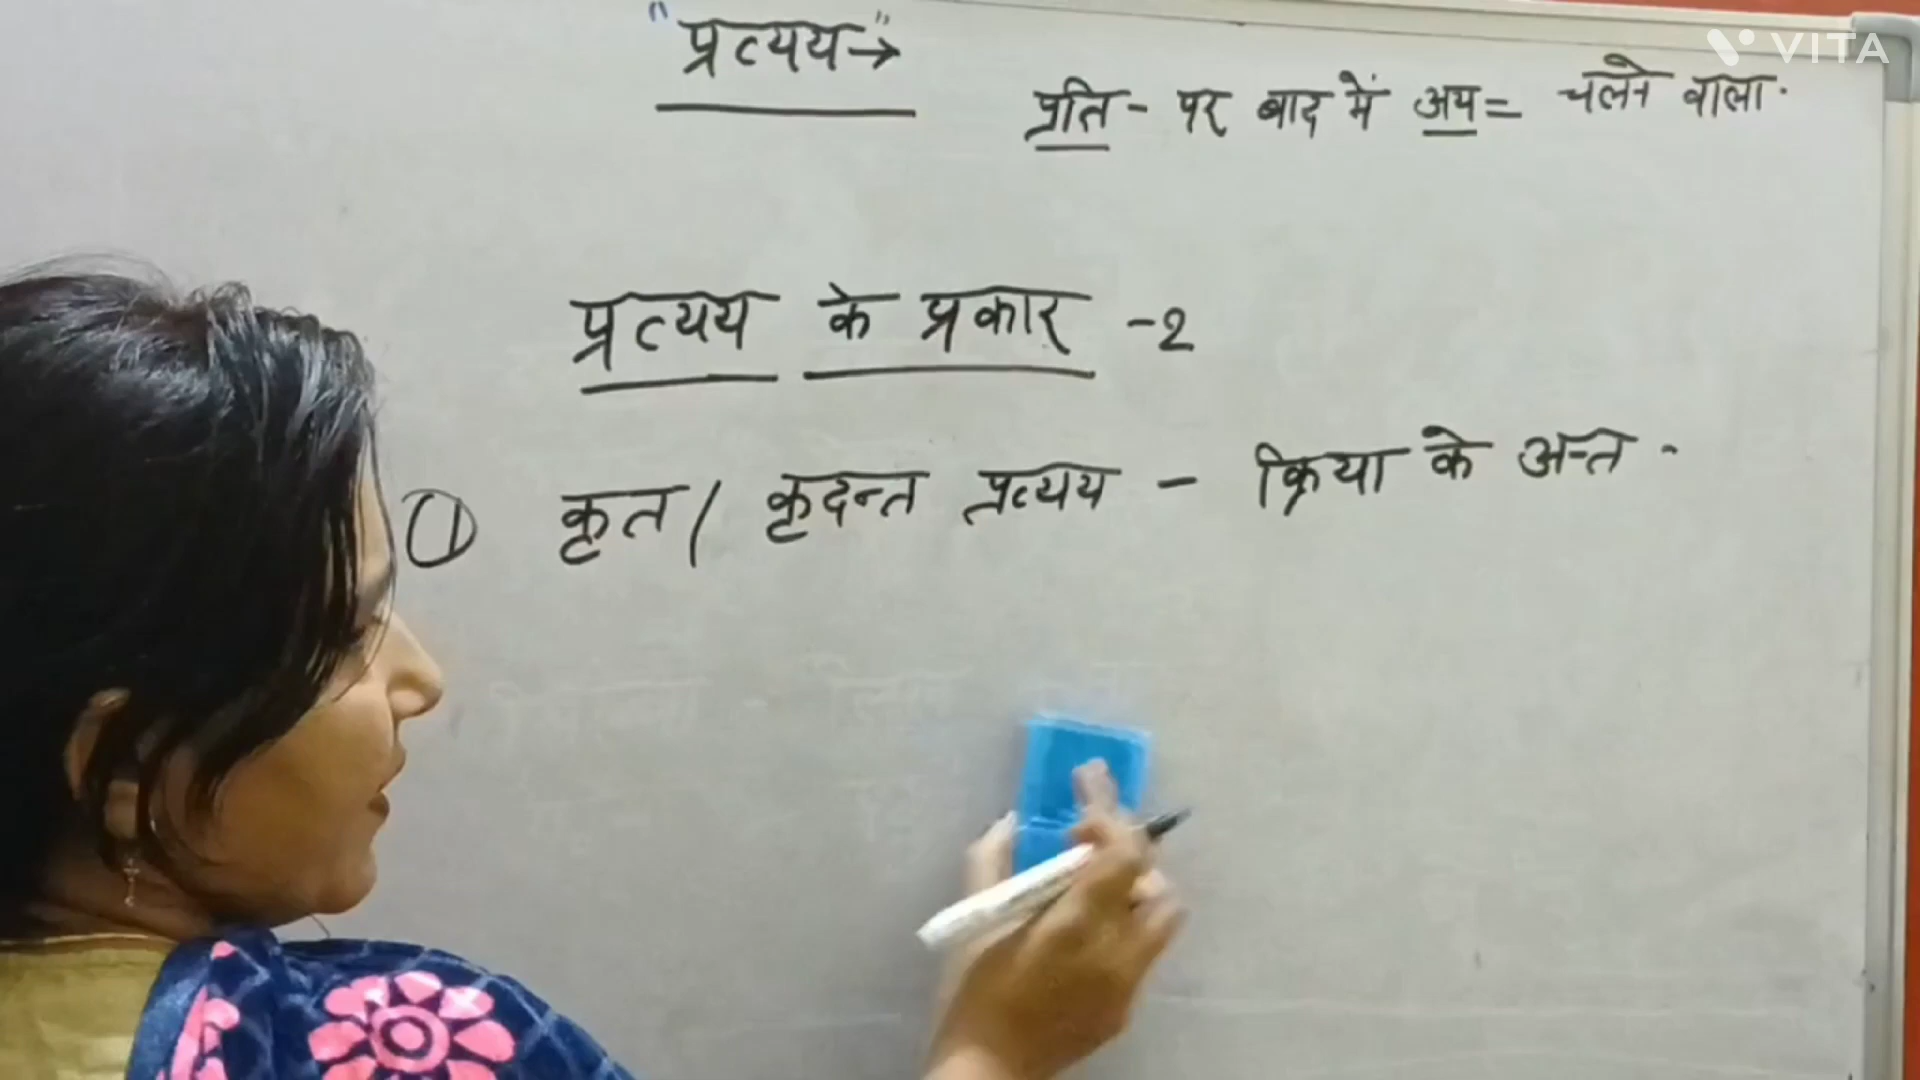 "प्रत्यय"→
VITA
प्रति - पर बाद में अय = चलने वाला.
प्रत्यय के प्रकार -2
① कृत / कृदन्त प्रत्यय - क्रिया के अन्त.